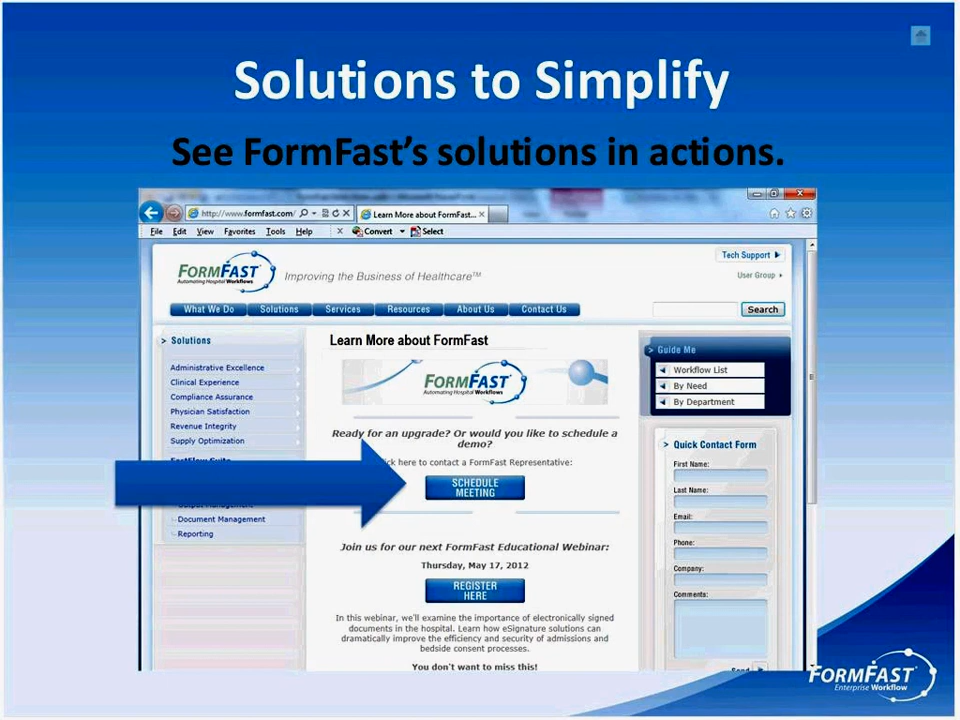 Solutions to Simplify
See FormFast’s solutions in actions.
http://www.formfast.com/
Learn More about FormFast...
File Edit View Favorites Tools Help
Convert Select
FORMFAST
Automating Hospital Workflows
Improving the Business of Healthcare™
Tech Support
User Group
What We Do Solutions Services Resources About Us Contact Us
Search
> Solutions
Administrative Excellence
Clinical Experience
Compliance Assurance
Physician Satisfaction
Revenue Integrity
Supply Optimization
Document Management
Reporting
Learn More about FormFast
FORMFAST
Automating Hospital Workflows
Ready for an upgrade? Or would you like to schedule a
demo?
here to contact a FormFast Representative:
SCHEDULE
MEETING
Join us for our next FormFast Educational Webinar:
Thursday, May 17, 2012
REGISTER
HERE
In this webinar, we'll examine the importance of electronically signed
documents in the hospital. Learn how eSignature solutions can
dramatically improve the efficiency and security of admissions and
bedside consent processes.
You don't want to miss this!
> Guide Me
Workflow List
By Need
By Department
> Quick Contact Form
First Name:
Last Name:
Email:
Phone:
Company:
Comments:
FORMFAST
Enterprise Workflow